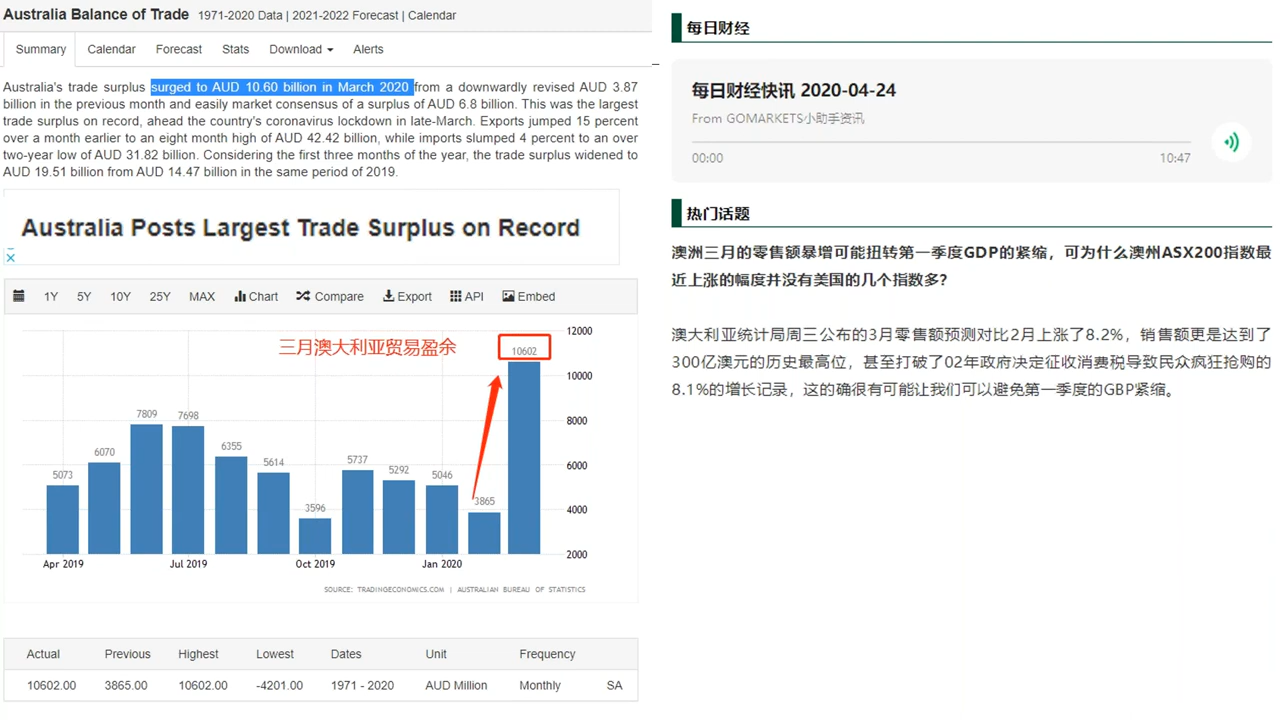 Australia Balance of Trade 1971-2020 Data | 2021-2022 Forecast | Calendar
Summary Calendar Forecast Stats Download Alerts
Australia's trade surplus surged to AUD 10.60 billion in March 2020 from a downwardly revised AUD 3.87
billion in the previous month and easily market consensus of a surplus of AUD 6.8 billion. This was the largest
trade surplus on record, ahead the country's coronavirus lockdown in late-March. Exports jumped 15 percent
over a month earlier to an eight month high of AUD 42.42 billion, while imports slumped 4 percent to an over
two-year low of AUD 31.82 billion. Considering the first three months of the year, the trade surplus widened to
AUD 19.51 billion from AUD 14.47 billion in the same period of 2019.
Australia Posts Largest Trade Surplus on Record
1Y 5Y 10Y 25Y MAX Chart Compare Export API Embed
三月澳大利亚贸易盈余
12000
10000
8000
6000
4000
2000
5073
6070
7809
7698
6355
5614
3596
5737
5292
5046
3865
10602
Apr 2019 Jul 2019 Oct 2019 Jan 2020
SOURCE: TRADINGECONOMICS.COM | AUSTRALIAN BUREAU OF STATISTICS
Actual Previous Highest Lowest Dates Unit Frequency
10602.00 3865.00 10602.00 -4201.00 1971 - 2020 AUD Million Monthly SA
每日财经
每日财经快讯 2020-04-24
From GOMARKETS小助手资讯
00:00 10:47
热门话题
澳洲三月的零售额暴增可能扭转第一季度GDP的紧缩，可为什么澳州ASX200指数最
近上涨的幅度并没有美国的几个指数多？
澳大利亚统计局周三公布的3月零售额预测对比2月上涨了8.2%，销售额更是达到了
300亿澳元的历史最高位，甚至打破了02年政府决定征收消费税导致民众疯狂抢购的
8.1%的增长记录，这的确很有可能让我们可以避免第一季度的GBP紧缩。